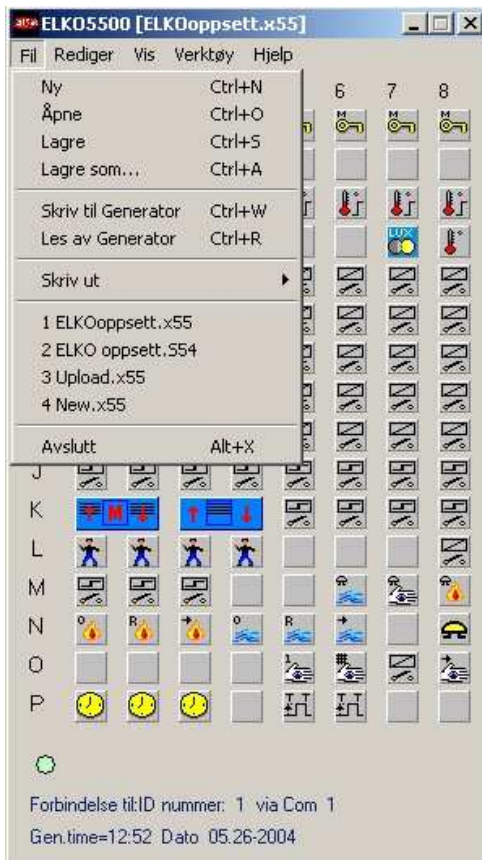 ELKO5500 [ELKOoppsett.x55]
Fil Rediger Vis Verktøy Hjelp
Ny Ctrl+N
Åpne Ctrl+O
Lagre Ctrl+S
Lagre som... Ctrl+A
Skriv til Generator Ctrl+W
Les av Generator Ctrl+R
Skriv ut
1 ELKOoppsett.x55
2 ELKO oppsett.S54
3 Upload.x55
4 New.x55
Avslutt Alt+X
6 7 8
M M M
LUX
J
K M
L
M R R R
N O R O R
O 1
P T T T T
Forbindelse til:ID nummer: 1 via Com 1
Gen.time=12:52 Dato 05.26-2004